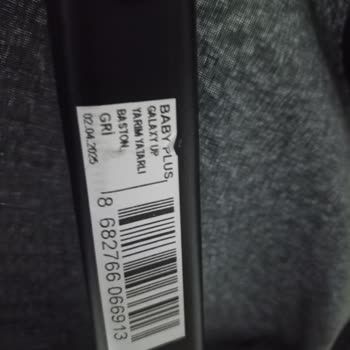 BABY PLUS
GALAXY UP
YARIM YATARLI
BASTON
GRİ
02.04.2025
8 682766 066913